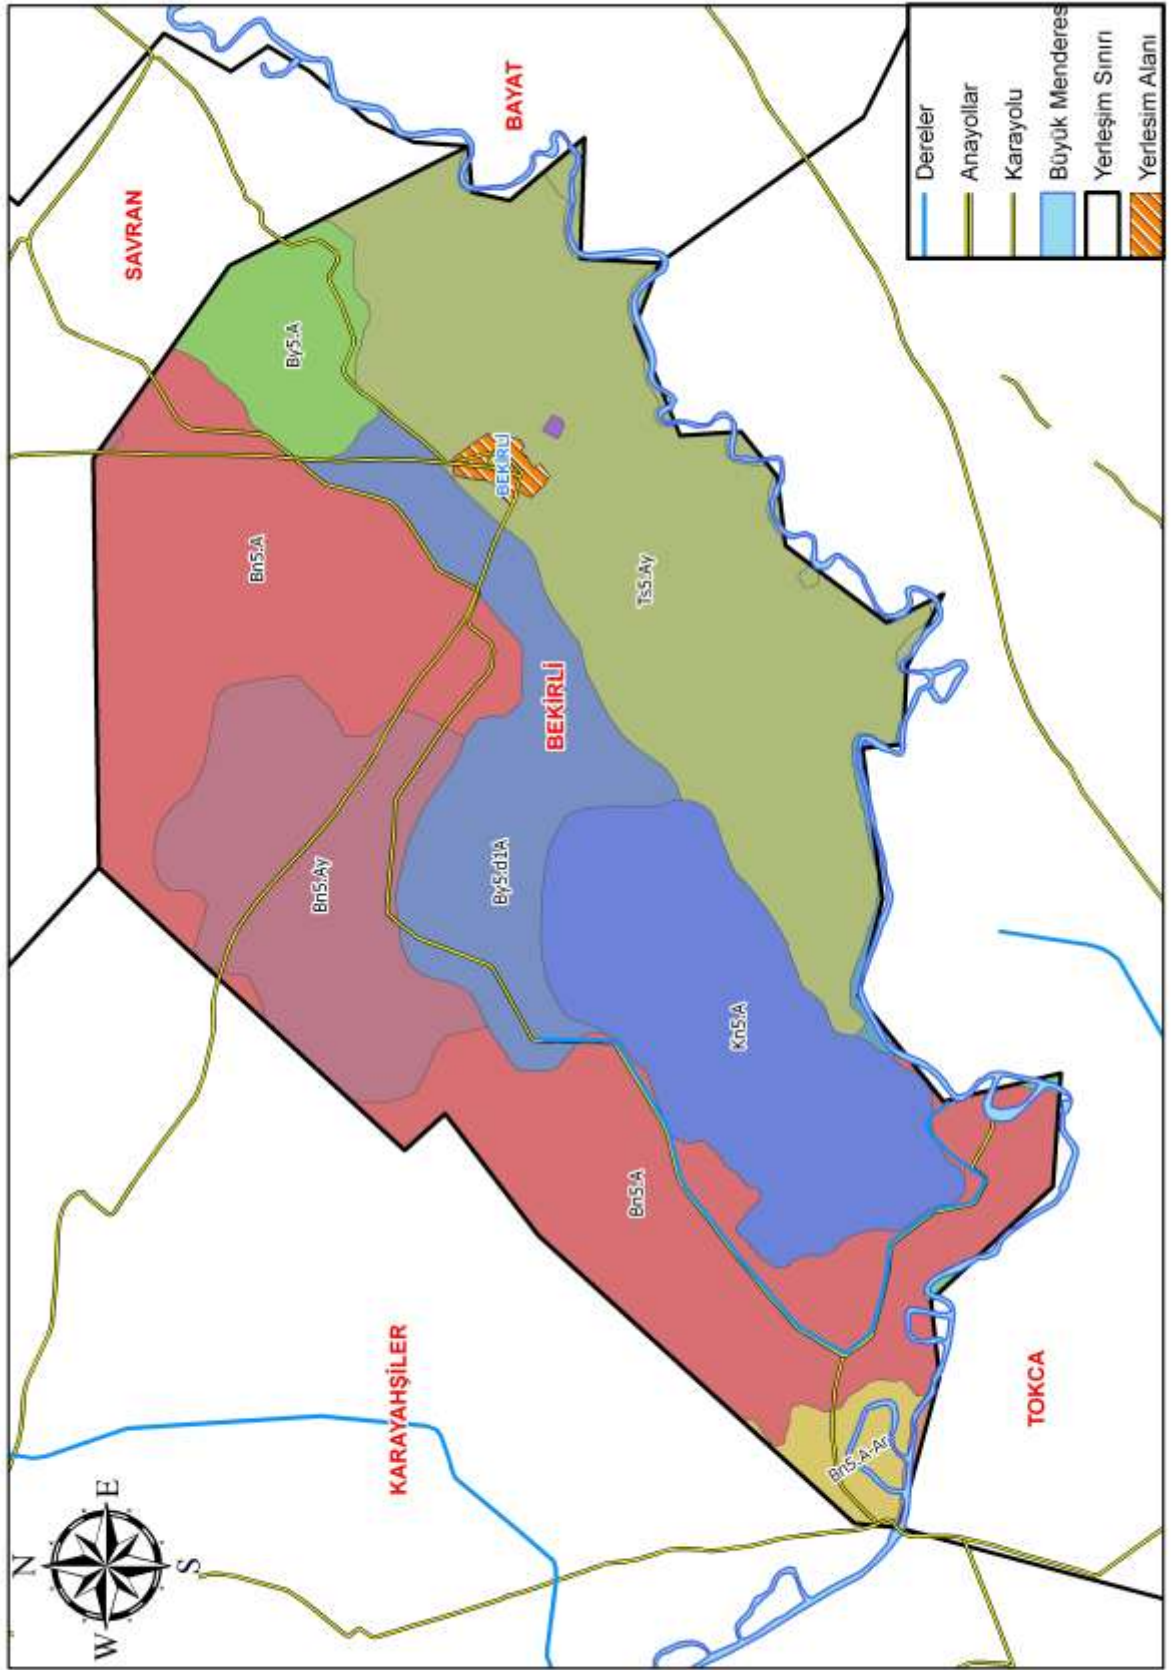 N
W
E
S
SAVRAN
Bn5.A
By5.A
Bn5.Ay
KARAYAHŞİLER
By5.d1A
BEKİRLİ
BAYAT
BEKİRLİ
Bn5.A
Ts5.Ay
Kn5.A
Bn5.A-Ar
TOKCA
Dereler
Anayollar
Karayolu
Büyük Menderes
Yerleşim Sınırı
Yerlesim Alanı